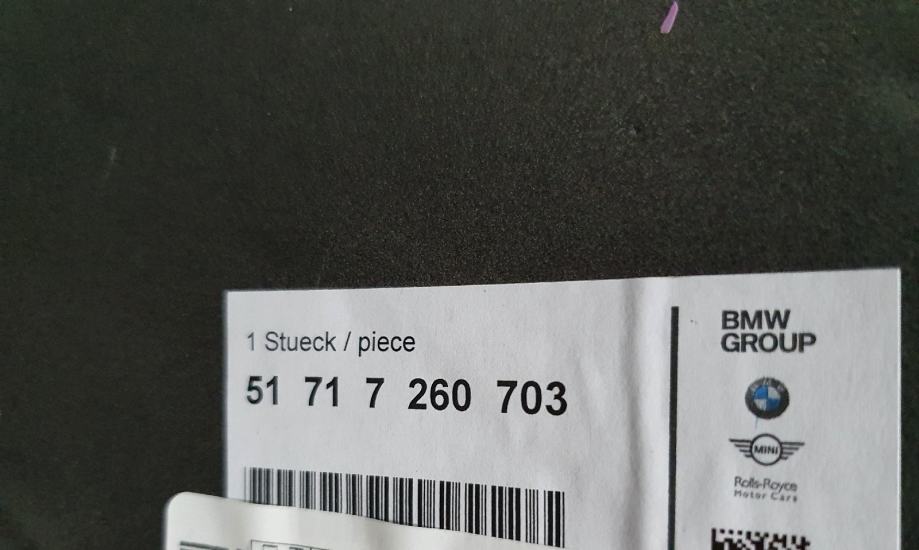 1 Stueck / piece
51 71 7 260 703
BMW
GROUP
MINI
Rolls-Royce
Motor Cars